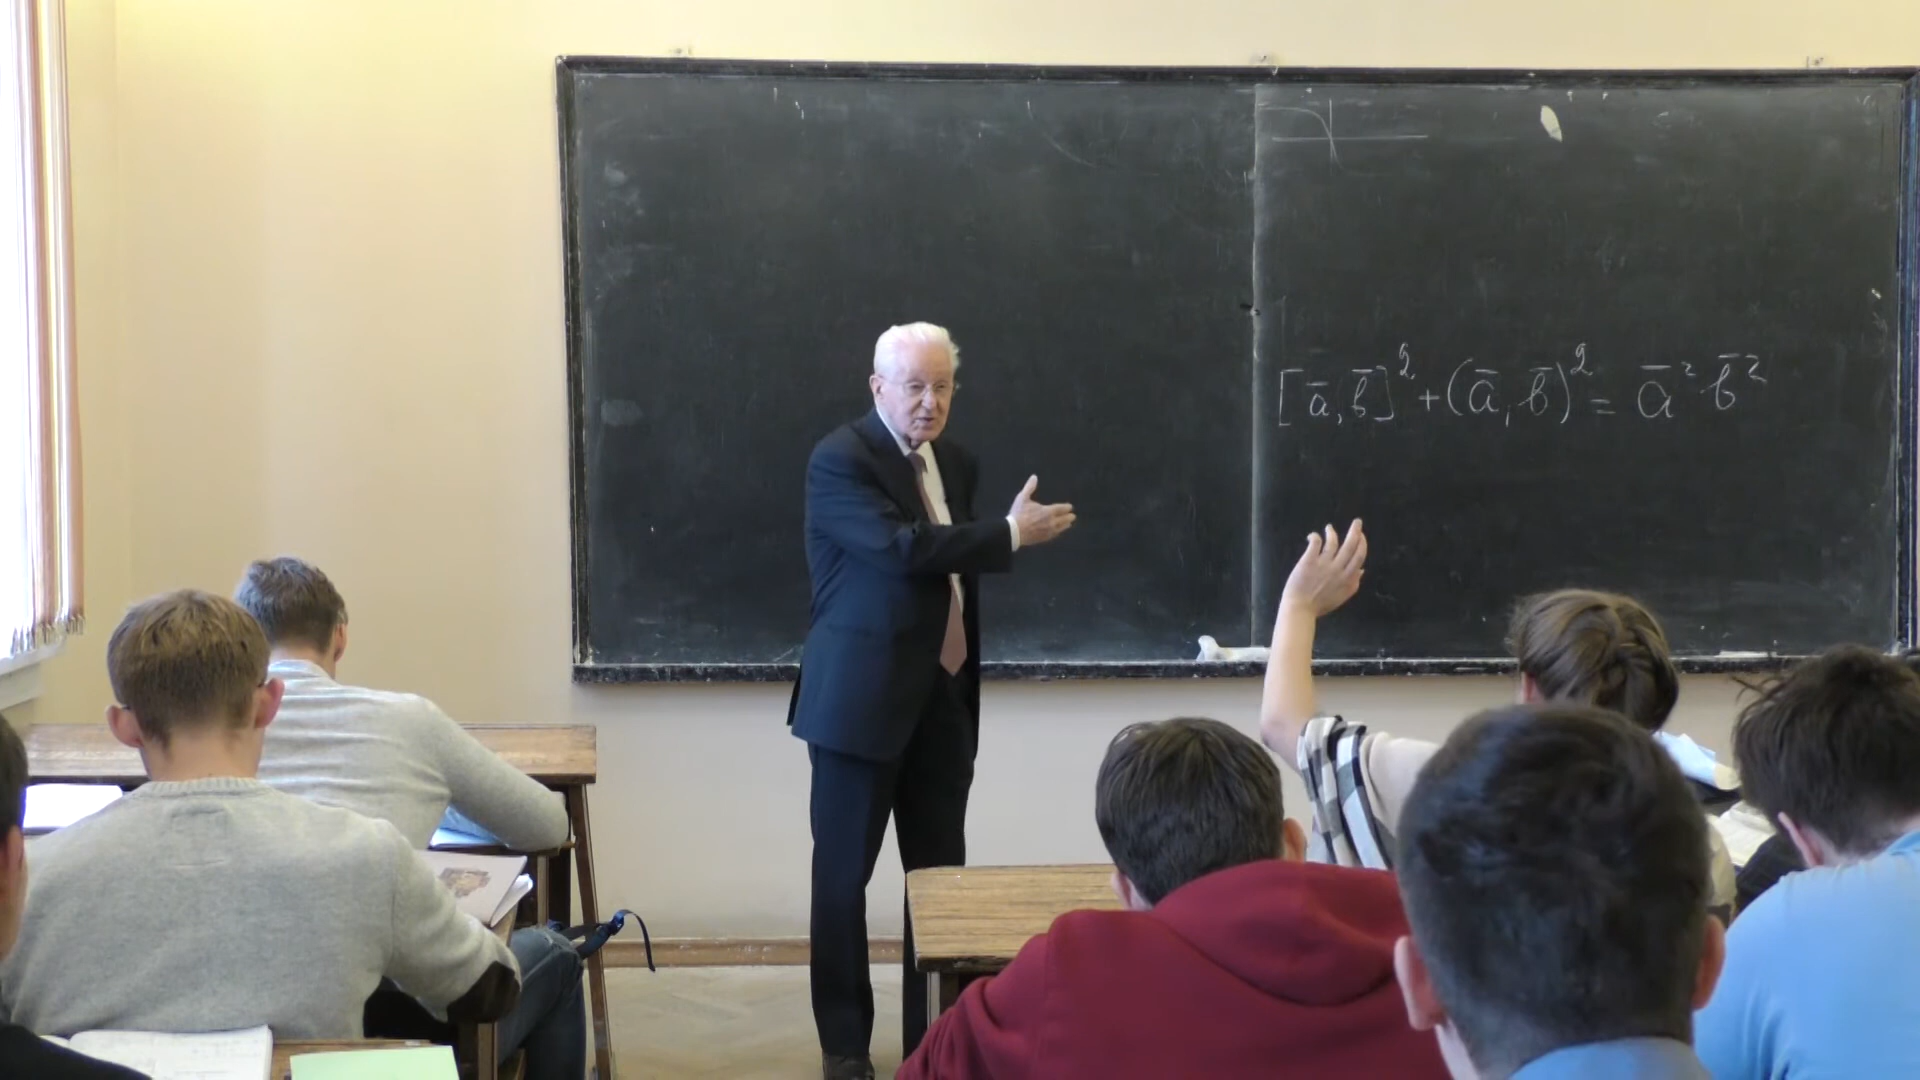 [ā, b̄]² + (ā, b̄)² = ā² b̄²